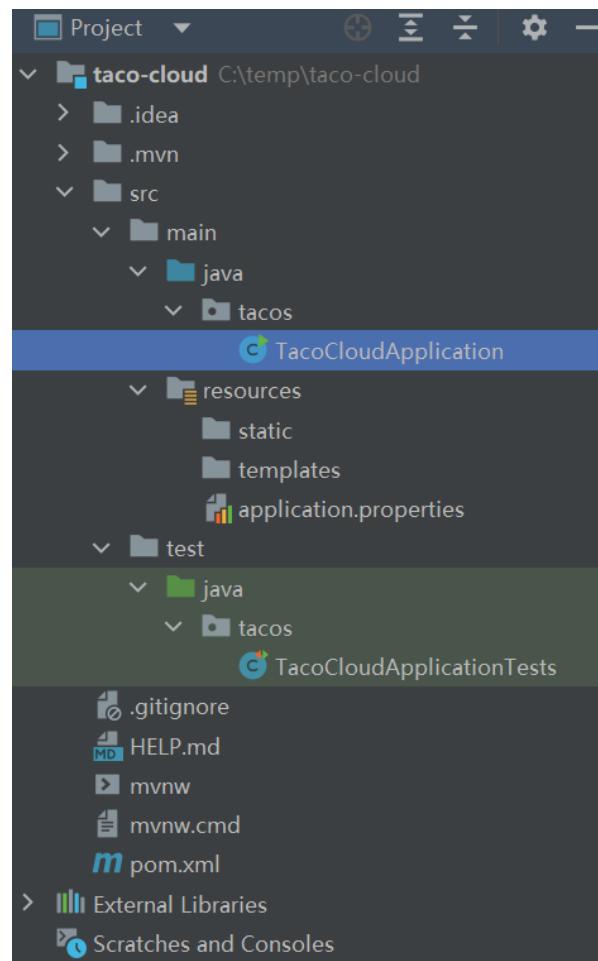 Project
taco-cloud C:\temp\taco-cloud
.idea
.mvn
src
main
java
tacos
C TacoCloudApplication
resources
static
templates
application.properties
test
java
tacos
C TacoCloudApplicationTests
.gitignore
MD HELP.md
mvnw
mvnw.cmd
m pom.xml
External Libraries
Scratches and Consoles